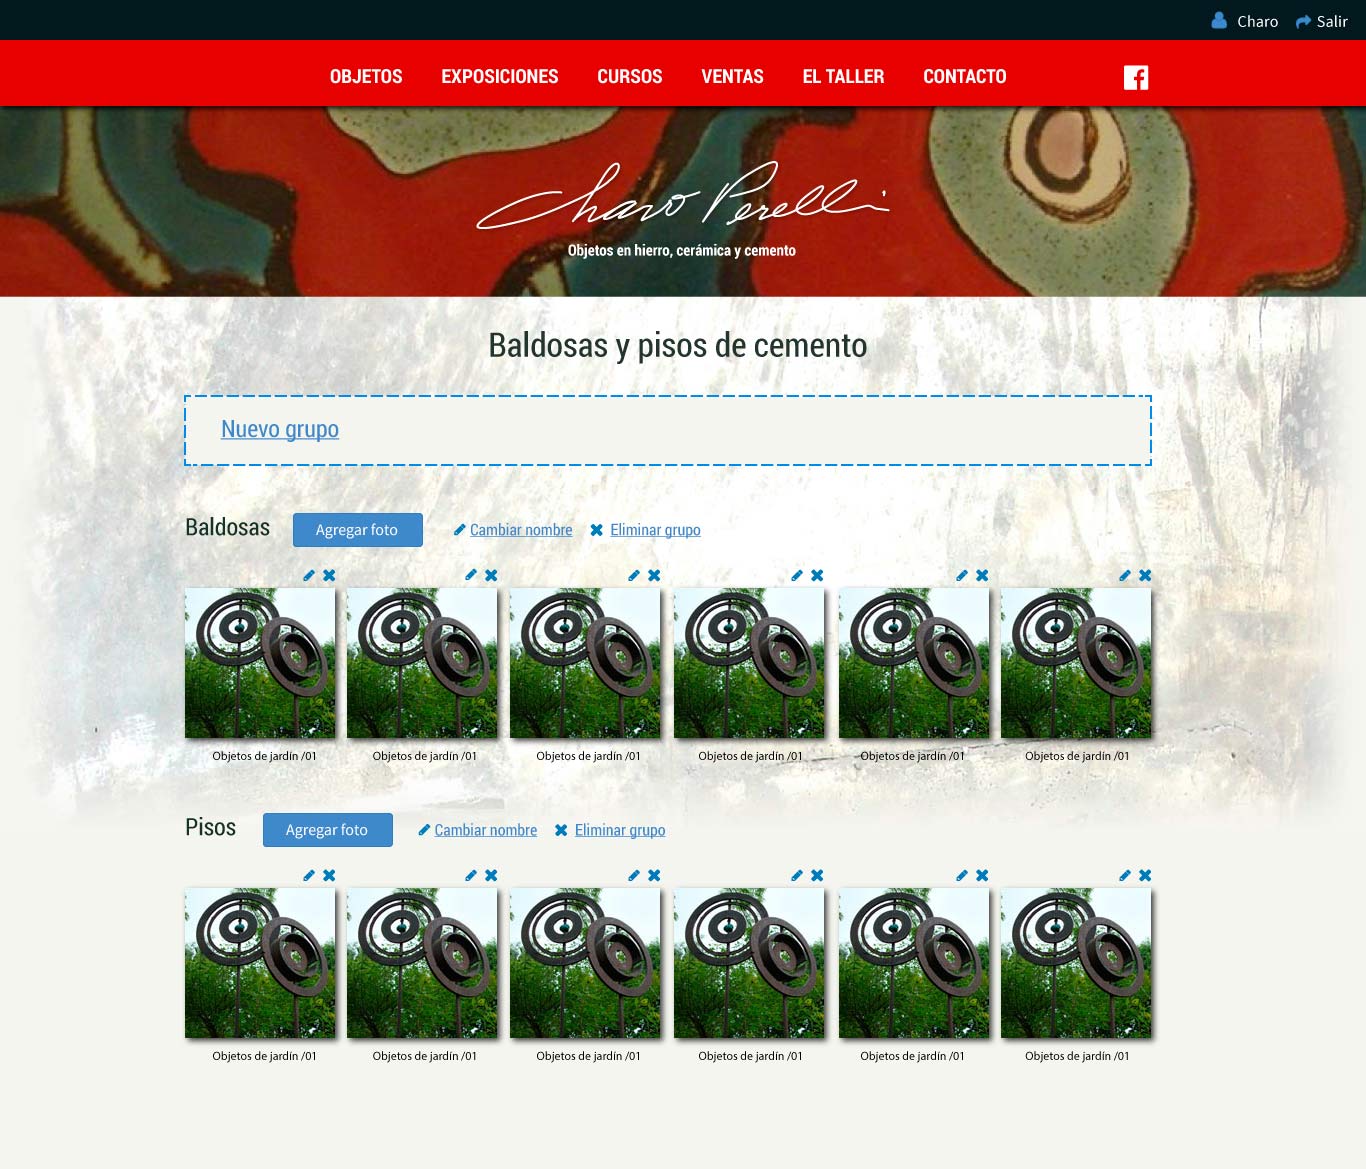 Charo Salir
OBJETOS EXPOSICIONES CURSOS VENTAS EL TALLER CONTACTO
Charo Perelli
Objetos en hierro, cerámica y cemento
Baldosas y pisos de cemento
Nuevo grupo
Baldosas Agregar foto Cambiar nombre Eliminar grupo
Objetos de jardín /01 Objetos de jardín /01 Objetos de jardín /01 Objetos de jardín /01 Objetos de jardín /01 Objetos de jardín /01
Pisos Agregar foto Cambiar nombre Eliminar grupo
Objetos de jardín /01 Objetos de jardín /01 Objetos de jardín /01 Objetos de jardín /01 Objetos de jardín /01 Objetos de jardín /01